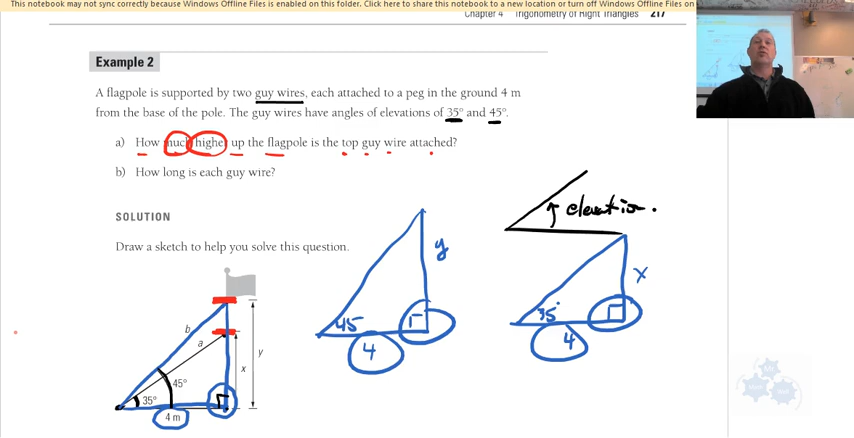 This notebook may not sync correctly because Windows Offline Files is enabled on this folder. Click here to share this notebook to a new location or turn off Windows Offline Files on
Chapter 4 Trigonometry of Right Triangles 217
Example 2
A flagpole is supported by two guy wires, each attached to a peg in the ground 4 m
from the base of the pole. The guy wires have angles of elevations of 35° and 45°.
a) How much higher up the flagpole is the top guy wire attached?
b) How long is each guy wire?
SOLUTION
Draw a sketch to help you solve this question.
elevation.
y
45
4
x
35°
4
b
a
y
x
45°
35°
4 m